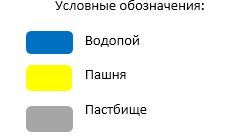 Условные обозначения:
Водопой
Пашня
Пастбище